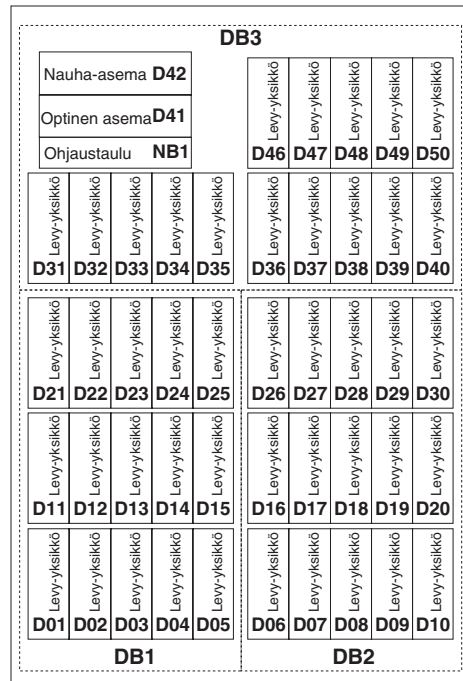 DB3
Nauha-asema D42
Optinen asema D41
Ohjaustaulu NB1
Levy-yksikkö Levy-yksikkö Levy-yksikkö Levy-yksikkö Levy-yksikkö
D46 D47 D48 D49 D50
Levy-yksikkö Levy-yksikkö Levy-yksikkö Levy-yksikkö Levy-yksikkö
D31 D32 D33 D34 D35
Levy-yksikkö Levy-yksikkö Levy-yksikkö Levy-yksikkö Levy-yksikkö
D36 D37 D38 D39 D40
Levy-yksikkö Levy-yksikkö Levy-yksikkö Levy-yksikkö Levy-yksikkö
D21 D22 D23 D24 D25
Levy-yksikkö Levy-yksikkö Levy-yksikkö Levy-yksikkö Levy-yksikkö
D11 D12 D13 D14 D15
Levy-yksikkö Levy-yksikkö Levy-yksikkö Levy-yksikkö Levy-yksikkö
D01 D02 D03 D04 D05
DB1
Levy-yksikkö Levy-yksikkö Levy-yksikkö Levy-yksikkö Levy-yksikkö
D26 D27 D28 D29 D30
Levy-yksikkö Levy-yksikkö Levy-yksikkö Levy-yksikkö Levy-yksikkö
D16 D17 D18 D19 D20
Levy-yksikkö Levy-yksikkö Levy-yksikkö Levy-yksikkö Levy-yksikkö
D06 D07 D08 D09 D10
DB2